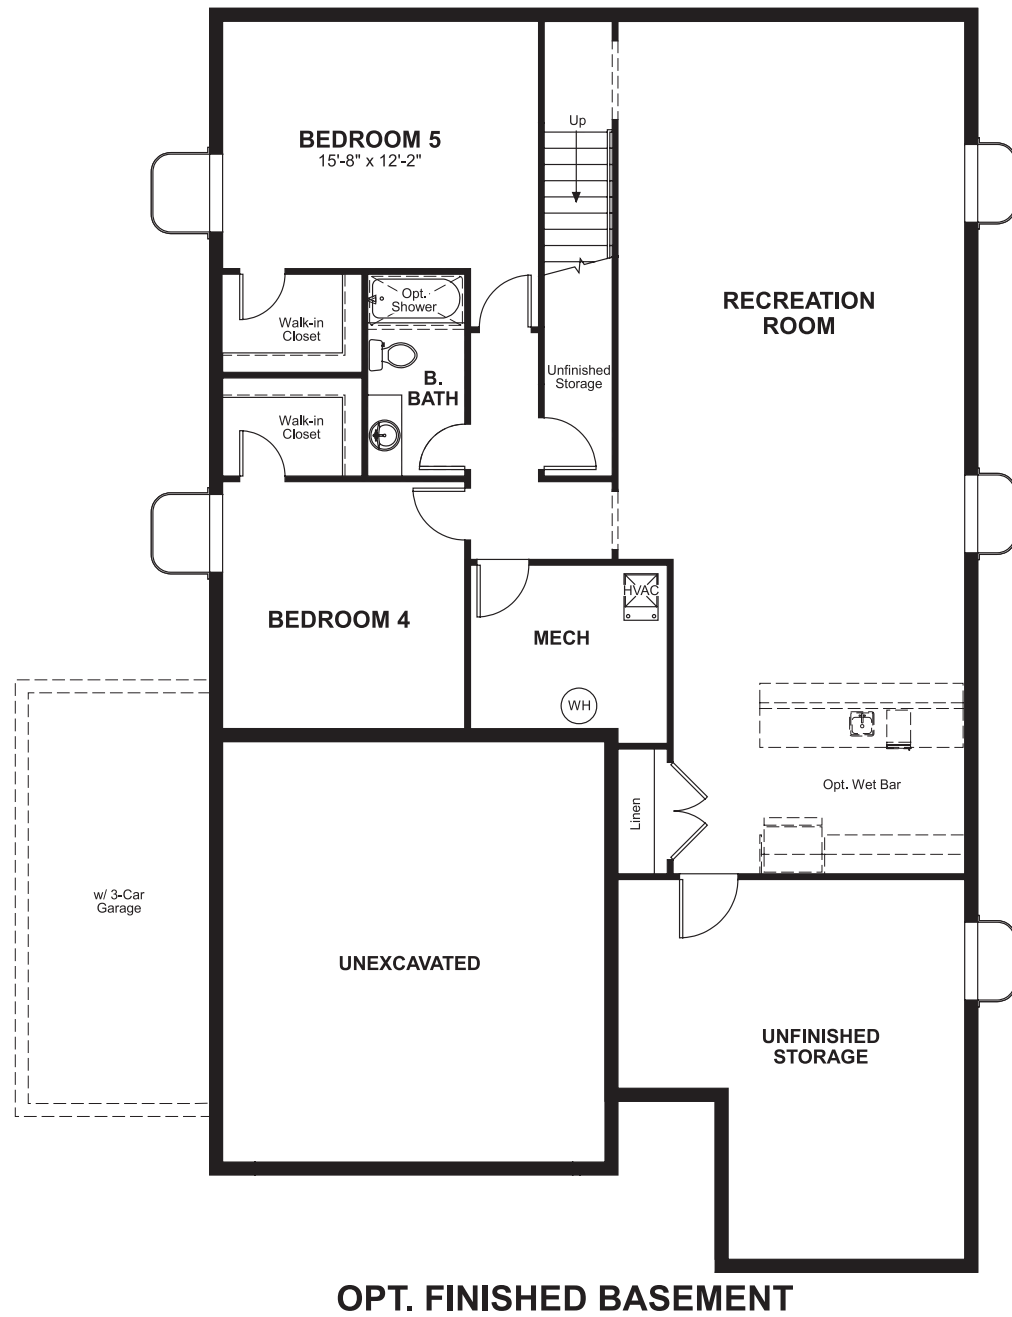 Up
BEDROOM 5
15'-8" x 12'-2"
RECREATION
ROOM
Opt.
Shower
Walk-in
Closet
B.
BATH
Unfinished
Storage
Walk-in
Closet
HVAC
BEDROOM 4
MECH
WH
Opt. Wet Bar
Linen
w/ 3-Car
Garage
UNEXCAVATED
UNFINISHED
STORAGE
OPT. FINISHED BASEMENT